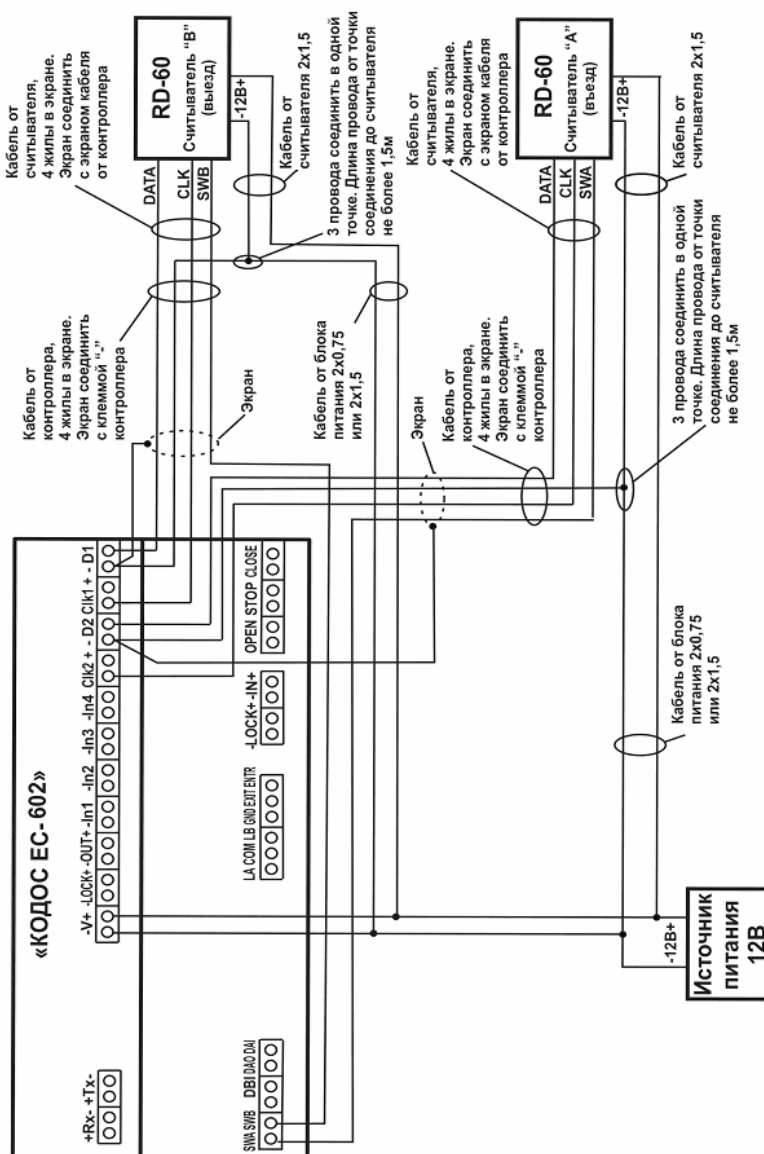 Кабель от
считывателя,
4 жилы в экране.
Экран соединить
с экраном кабеля
от контроллера
RD-60
Считыватель “В”
(выезд)
-12В+
DATA
CLK
SWB
Кабель от
считывателя 2х1,5
3 провода соединить в одной
точке. Длина провода от точки
соединения до считывателя
не более 1,5м
Кабель от
контроллера,
4 жилы в экране.
Экран соединить
с клеммой “-”
контроллера
Экран
Кабель от блока
питания 2х0,75
или 2х1,5
Кабель от
считывателя,
4 жилы в экране.
Экран соединить
с экраном кабеля
от контроллера
RD-60
Считыватель “А”
(въезд)
-12В+
DATA
CLK
SWA
Кабель от
считывателя 2х1,5
3 провода соединить в одной
точке. Длина провода от точки
соединения до считывателя
не более 1,5м
Экран
Кабель от
контроллера,
4 жилы в экране.
Экран соединить
с клеммой “-”
контроллера
Кабель от блока
питания 2х0,75
или 2х1,5
«КОДОС ЕС- 602»
+Rx- +Tx-
-V+ -LOCK+ -OUT+ -In1 -In2 -In3 -In4 Clk2 + - D2 Clk1 + - D1
SWA SWB DBI DAO DAI
LA COM LB GND EXIT ENTR
-LOCK+ -IN+
OPEN STOP CLOSE
-12В+
Источник
питания
12В